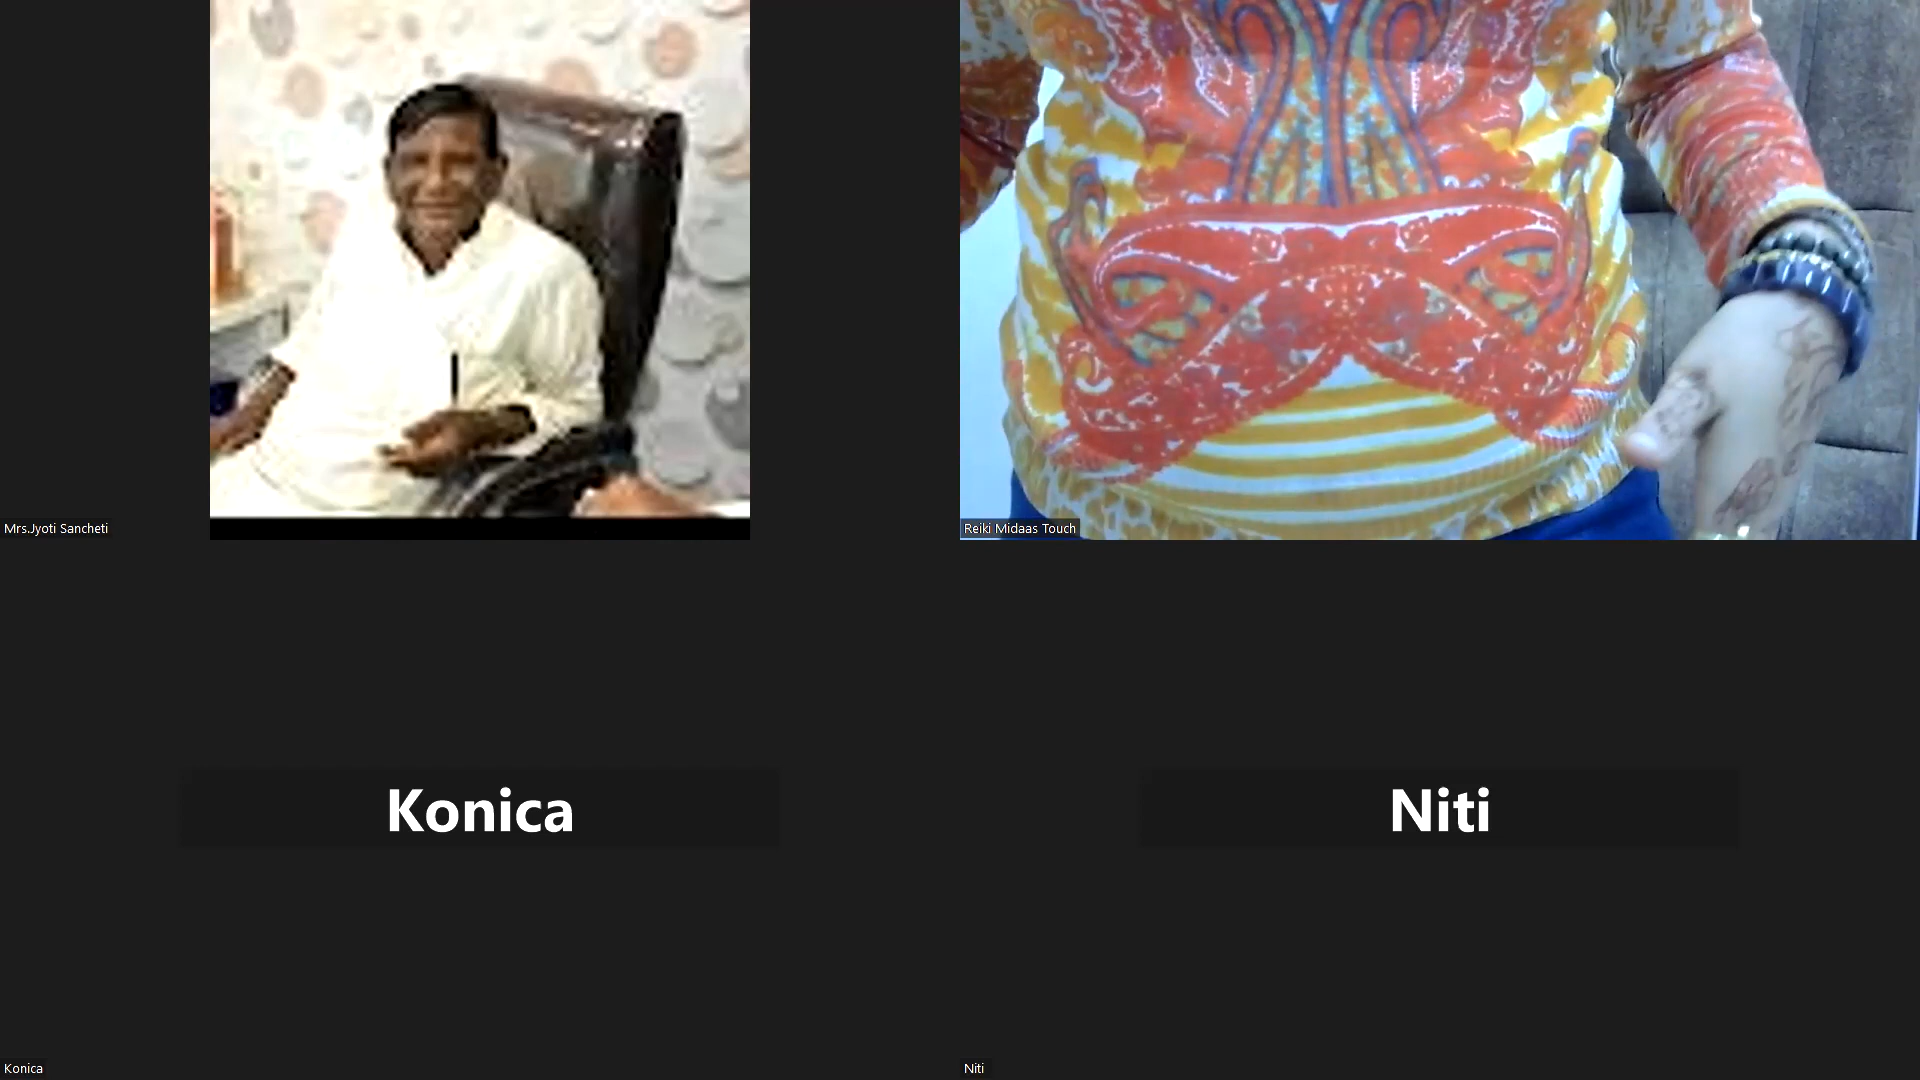 Mrs.Jyoti Sancheti
Reiki Midaas Touch
Konica
Niti
Konica
Niti